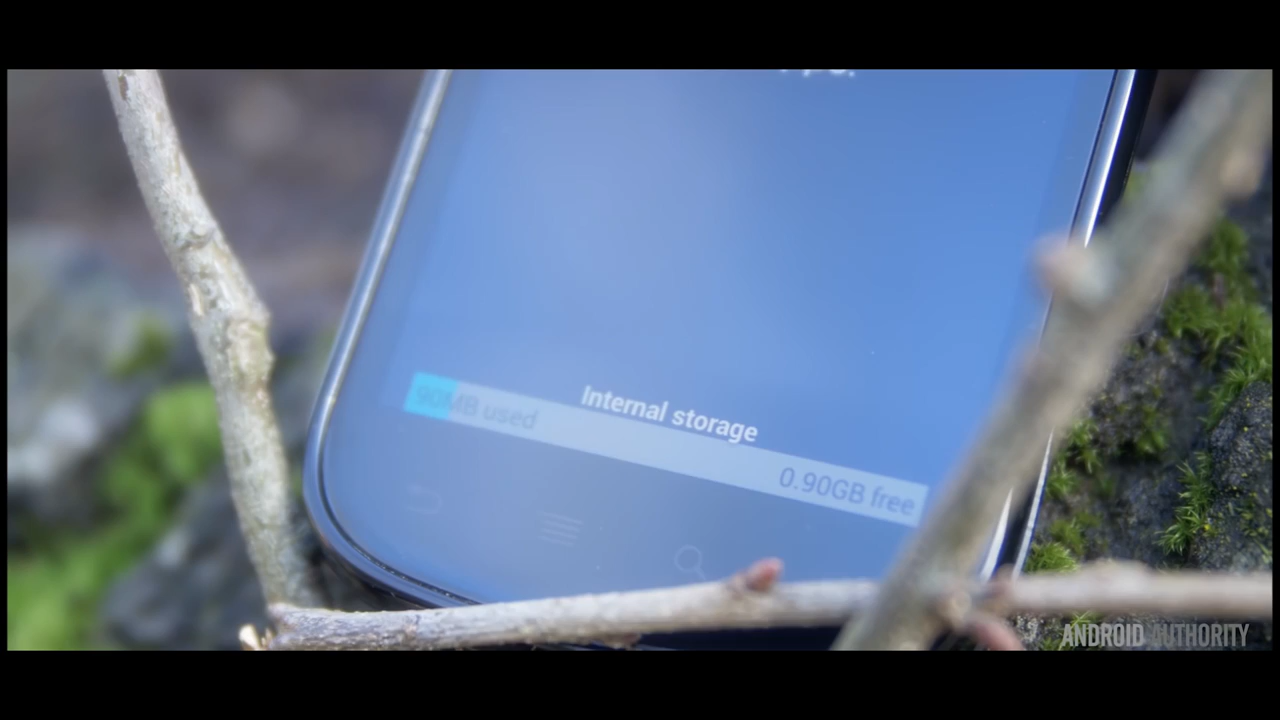 Internal storage
90MB used
0.90GB free
ANDROID AUTHORITY